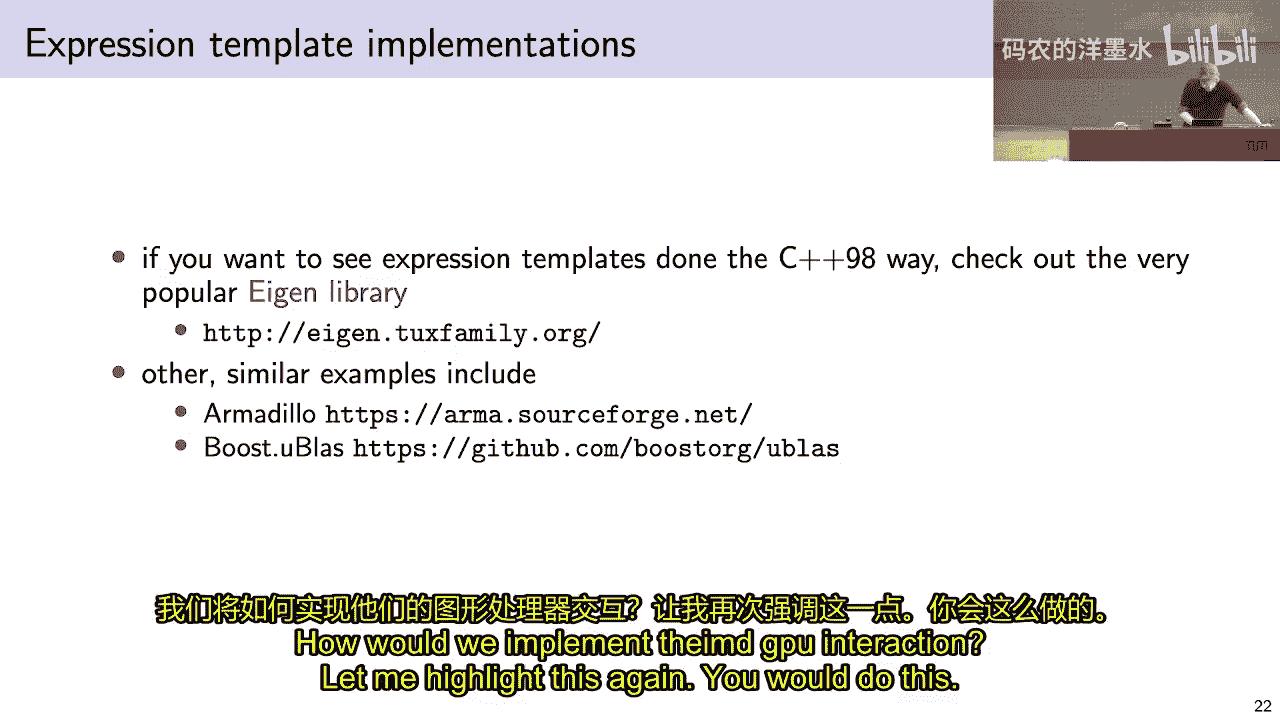 Expression template implementations
码农的洋墨水 bilibili
if you want to see expression templates done the C++98 way, check out the very
popular Eigen library
http://eigen.tuxfamily.org/
other, similar examples include
Armadillo https://arma.sourceforge.net/
Boost.uBlas https://github.com/boostorg/ublas
我们将如何实现他们的图形处理器交互？让我再次强调这一点。你会这么做的。
How would we implement theimd gpu interaction?
Let me highlight this again. You would do this.
22